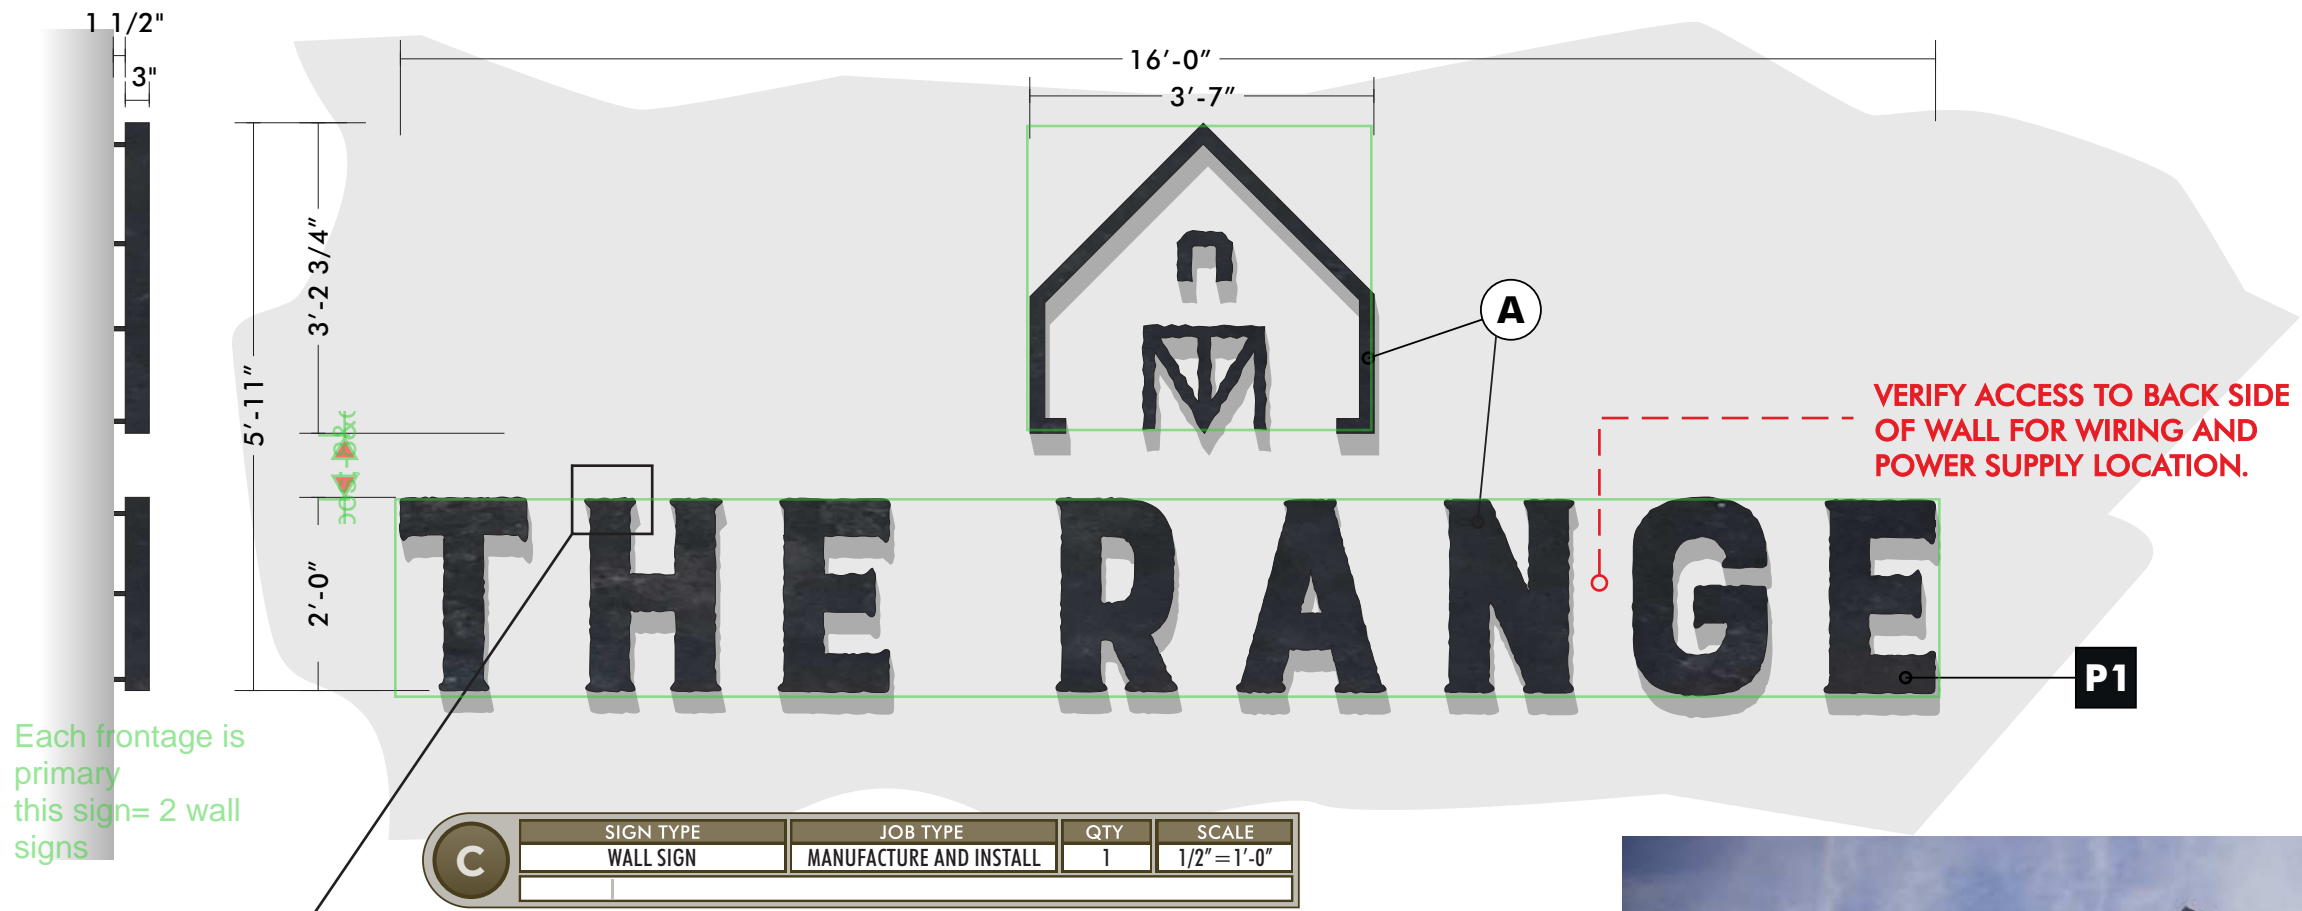 1 1/2"
3"
16'-0"
3'-7"
3'-2 3/4"
5'-11"
2'-0"
A
VERIFY ACCESS TO BACK SIDE
OF WALL FOR WIRING AND
POWER SUPPLY LOCATION.
THE RANGE
P1
Each frontage is
primary
this sign= 2 wall
signs
C
SIGN TYPE JOB TYPE QTY SCALE
WALL SIGN MANUFACTURE AND INSTALL 1 1/2"=1'-0"